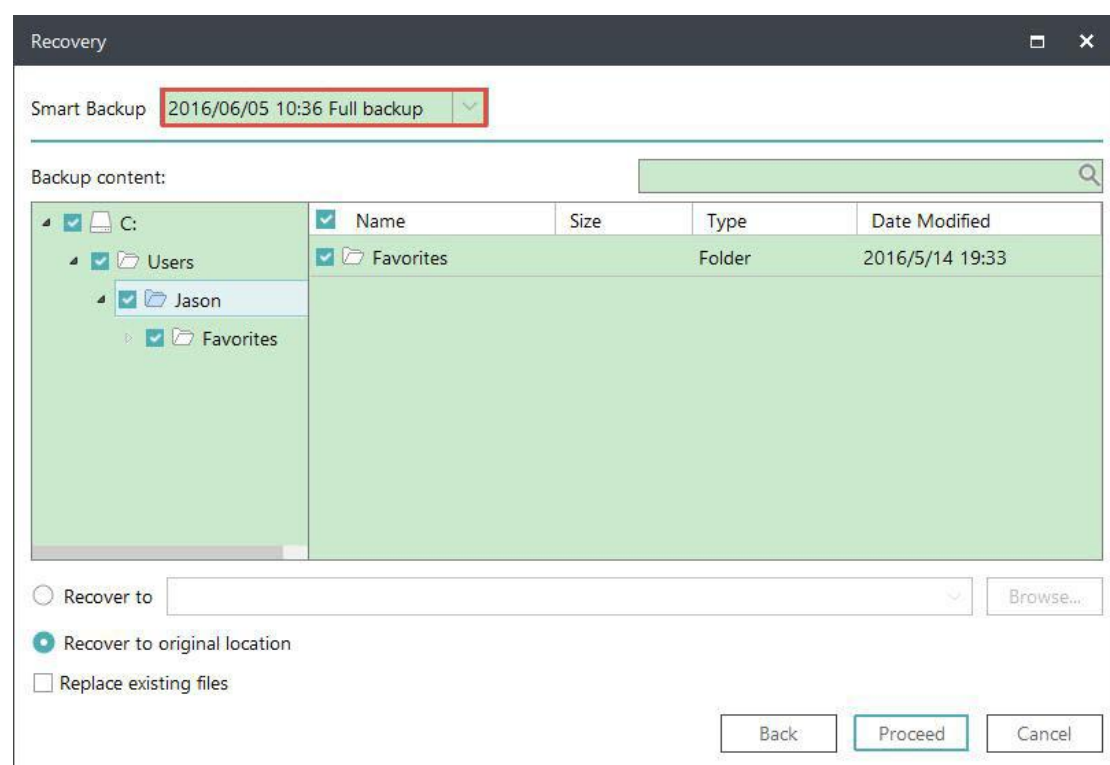 Recovery
Smart Backup 2016/06/05 10:36 Full backup
Backup content:
C: Name Size Type Date Modified
Users Favorites Folder 2016/5/14 19:33
Jason
Favorites
Recover to Browse...
Recover to original location
Replace existing files
Back Proceed Cancel